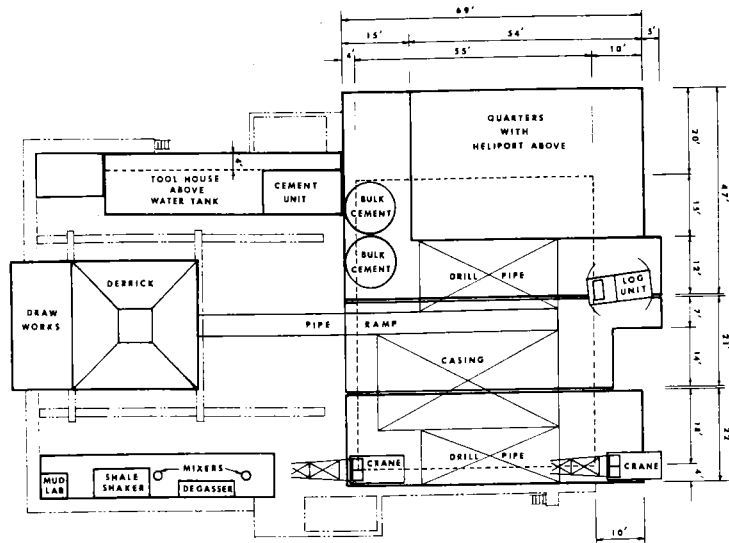 69'
15'
54'
5'
4'
55'
10'
QUARTERS
WITH
HELIPORT ABOVE
20'
47'
4'
TOOL HOUSE
ABOVE
WATER TANK
CEMENT
UNIT
BULK
CEMENT
15'
BULK
CEMENT
12'
DRILL PIPE
LOG
UNIT
DERRICK
DRAW
WORKS
PIPE RAMP
7'
21'
CASING
14'
18'
22'
DRILL PIPE
MIXERS
CRANE
CRANE
MUD
LAB
SHALE
SHAKER
DEGASSER
4'
10'